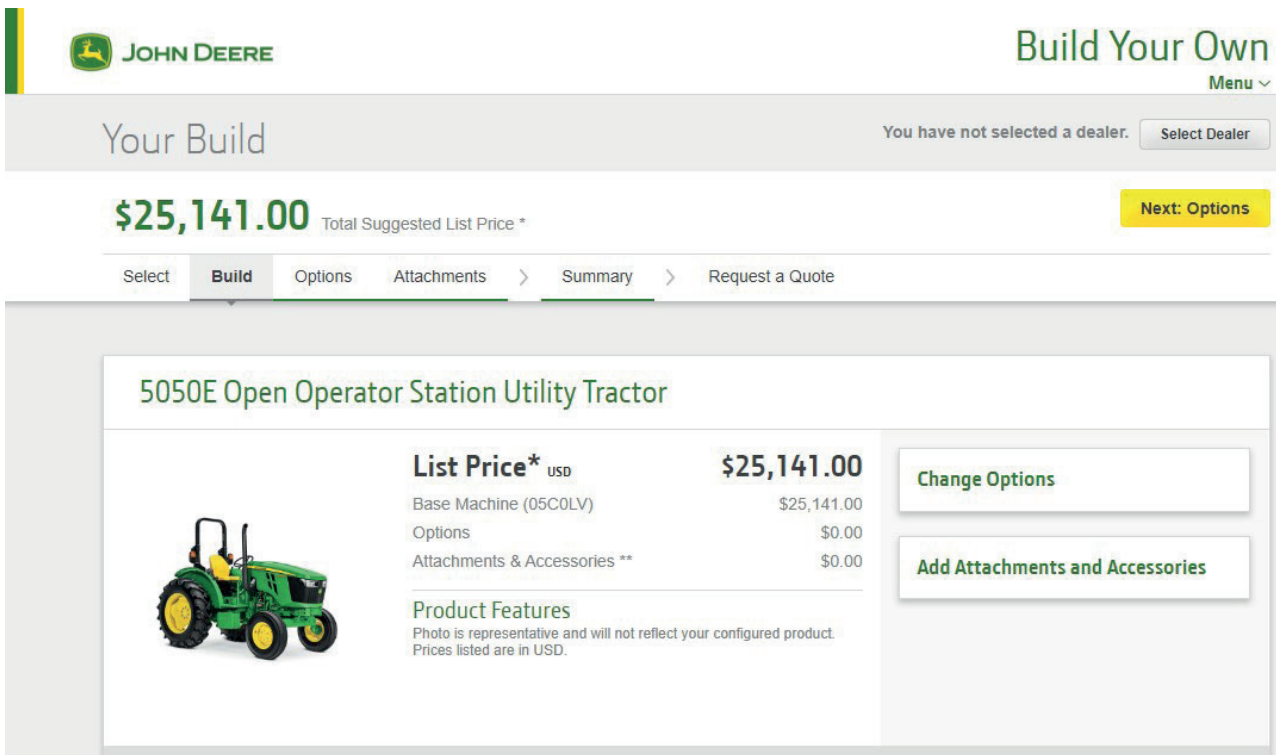 JOHN DEERE
Build Your Own
Menu
Your Build
You have not selected a dealer. Select Dealer
$25,141.00 Total Suggested List Price *
Next: Options
Select Build Options Attachments > Summary > Request a Quote
5050E Open Operator Station Utility Tractor
List Price* USD $25,141.00
Base Machine (05C0LV) $25,141.00
Options $0.00
Attachments & Accessories ** $0.00
Product Features
Photo is representative and will not reflect your configured product.
Prices listed are in USD.
Change Options
Add Attachments and Accessories